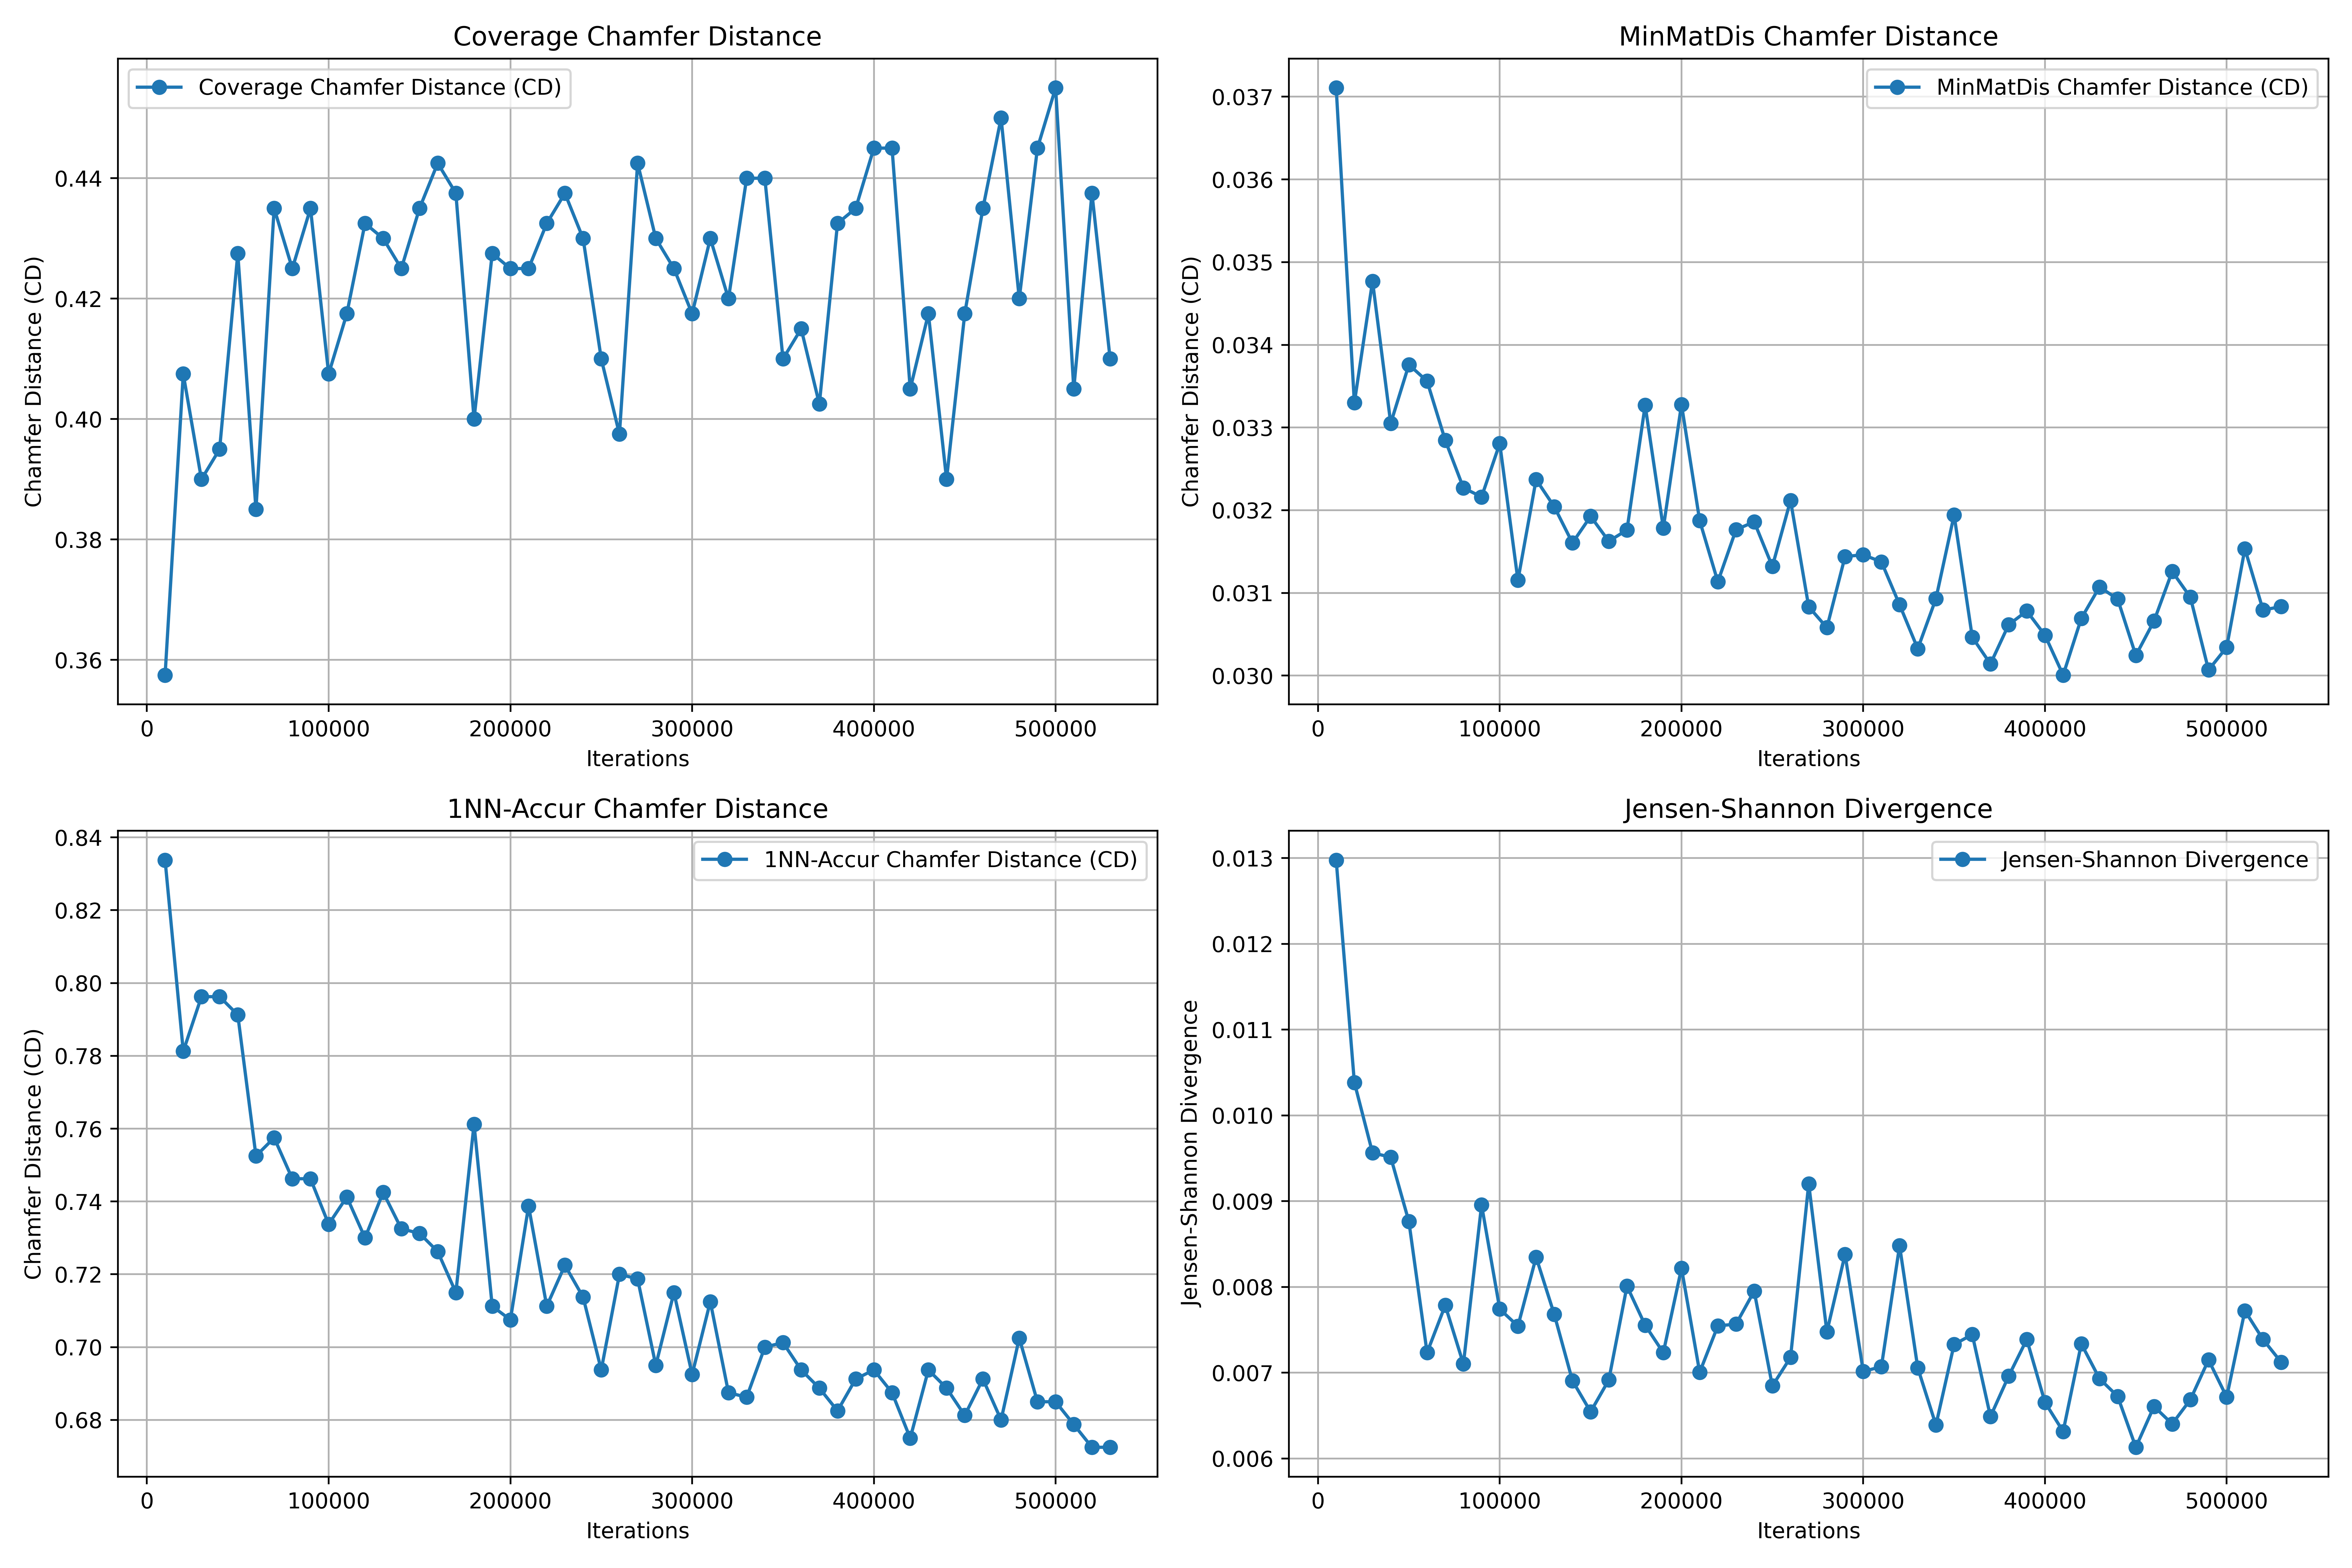 Coverage Chamfer Distance
Coverage Chamfer Distance (CD)
Chamfer Distance (CD)
0.44
0.42
0.40
0.38
0.36
0 100000 200000 300000 400000 500000
Iterations
MinMatDis Chamfer Distance
MinMatDis Chamfer Distance (CD)
Chamfer Distance (CD)
0.037
0.036
0.035
0.034
0.033
0.032
0.031
0.030
0 100000 200000 300000 400000 500000
Iterations
1NN-Accur Chamfer Distance
1NN-Accur Chamfer Distance (CD)
Chamfer Distance (CD)
0.84
0.82
0.80
0.78
0.76
0.74
0.72
0.70
0.68
0 100000 200000 300000 400000 500000
Iterations
Jensen-Shannon Divergence
Jensen-Shannon Divergence
Jensen-Shannon Divergence
0.013
0.012
0.011
0.010
0.009
0.008
0.007
0.006
0 100000 200000 300000 400000 500000
Iterations